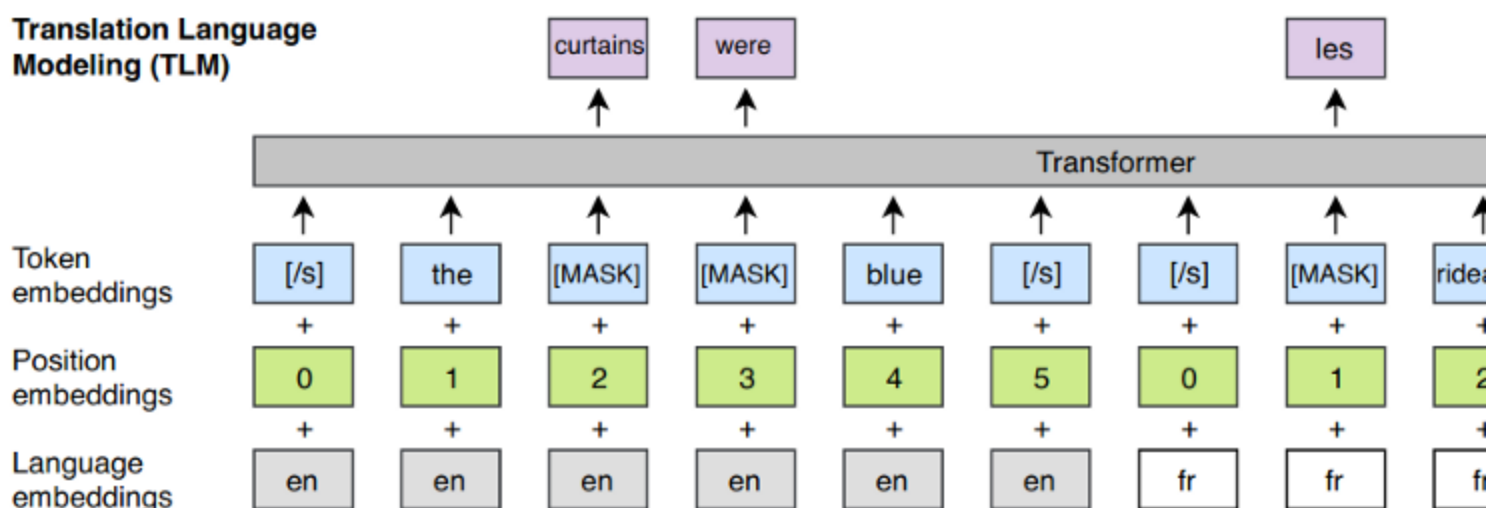 Translation Language
Modeling (TLM)
curtains were les
Transformer
Token
embeddings
[/s] the [MASK] [MASK] blue [/s] [/s] [MASK]
+ + + + + + + + +
Position
embeddings
0 1 2 3 4 5 0 1 2
+ + + + + + + + +
Language
embeddings
en en en en en en fr fr